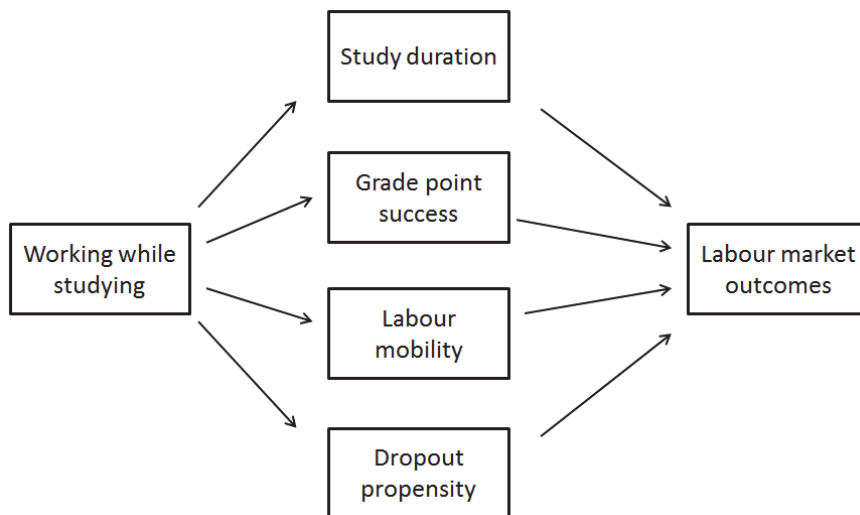 Study duration
Grade point
success
Working while
studying
Labour market
outcomes
Labour
mobility
Dropout
propensity